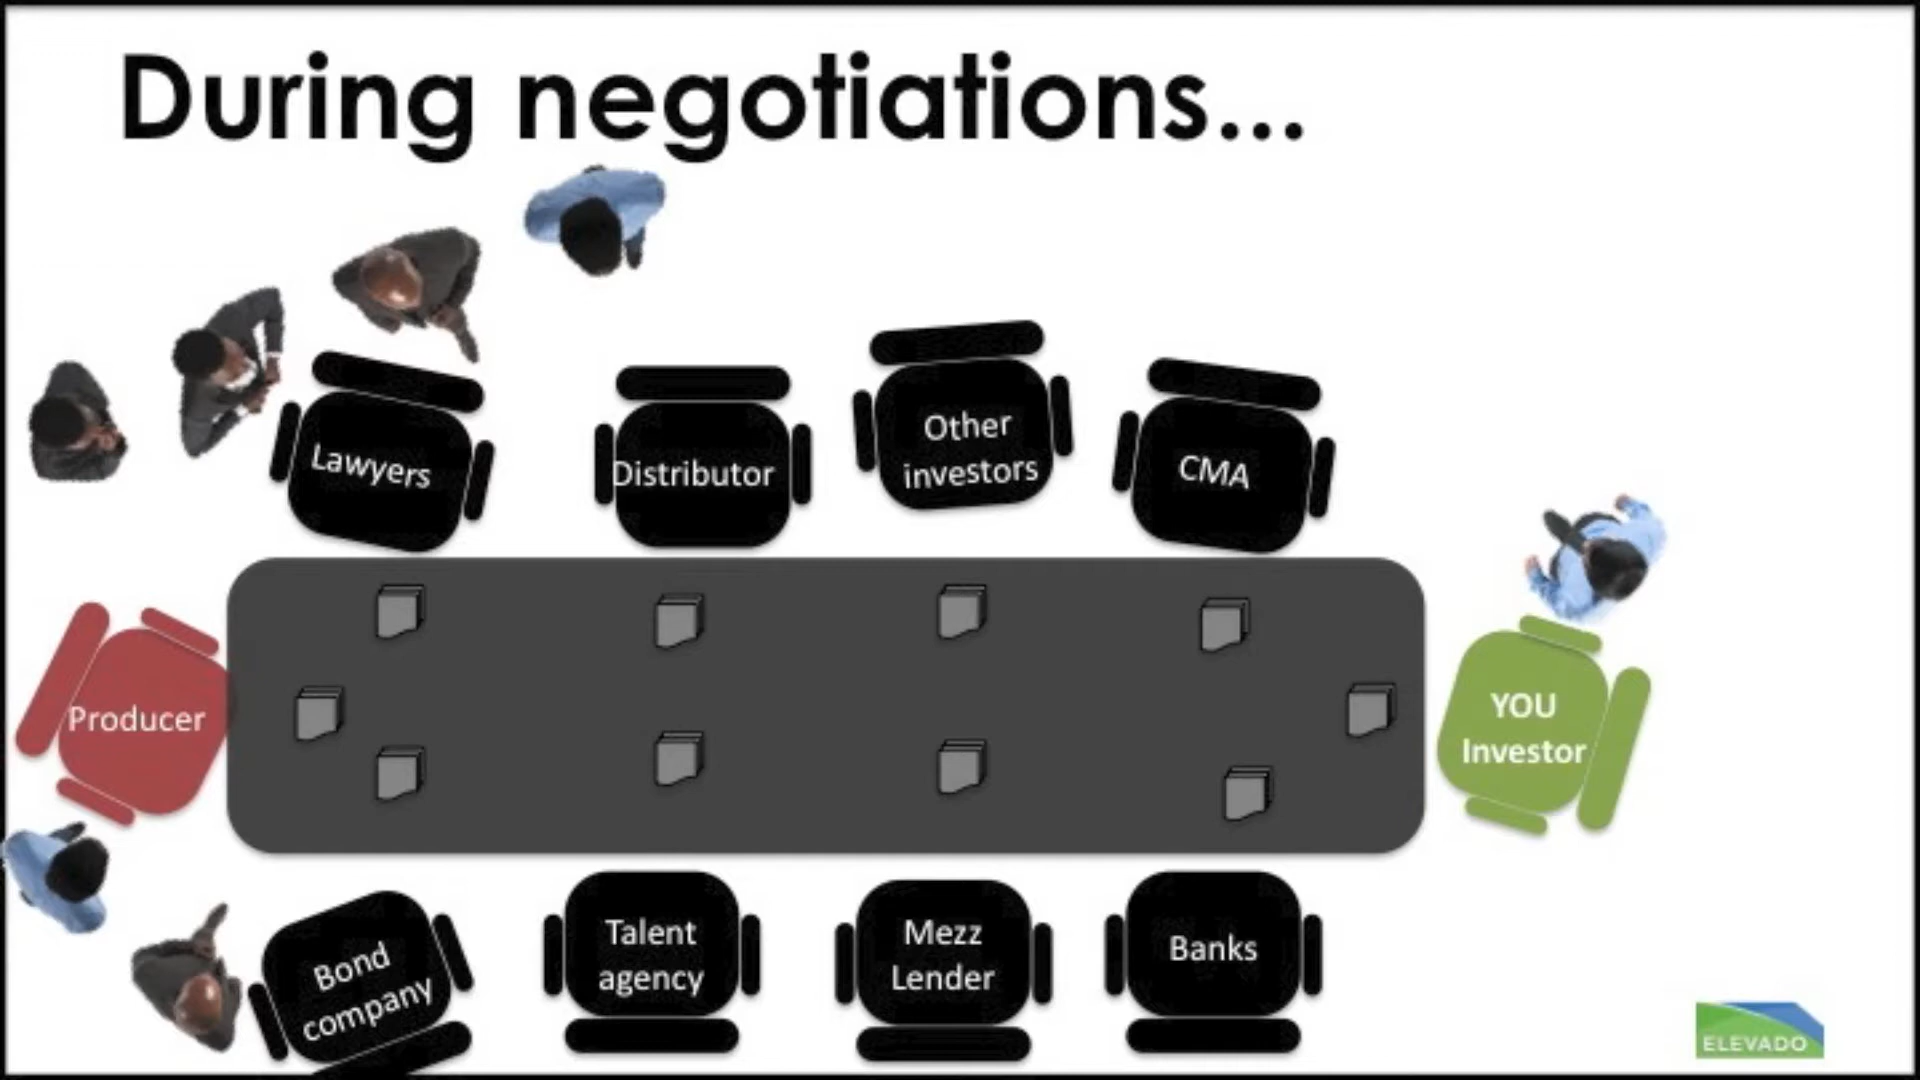 During negotiations...
Lawyers
Distributor
Other
investors
CMA
Producer
YOU
Investor
Bond
company
Talent
agency
Mezz
Lender
Banks
ELEVADO